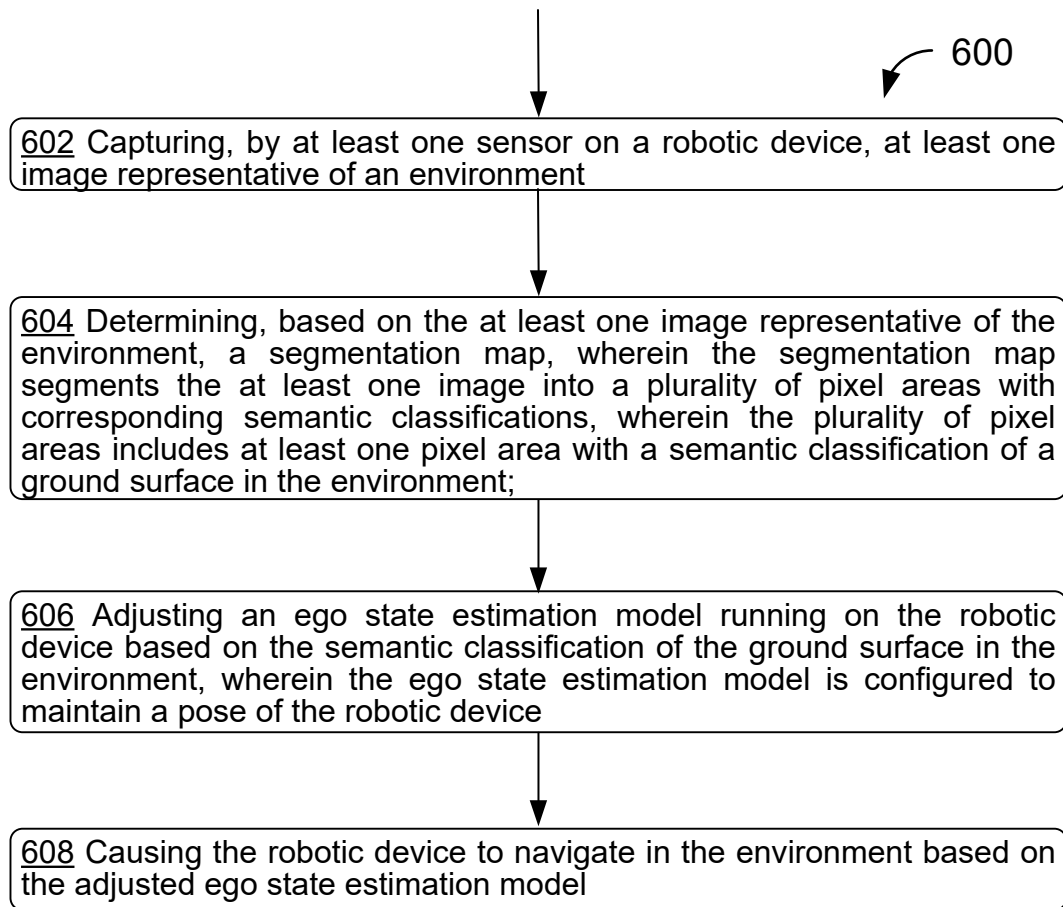 600
602 Capturing, by at least one sensor on a robotic device, at least one
image representative of an environment
604 Determining, based on the at least one image representative of the
environment, a segmentation map, wherein the segmentation map
segments the at least one image into a plurality of pixel areas with
corresponding semantic classifications, wherein the plurality of pixel
areas includes at least one pixel area with a semantic classification of a
ground surface in the environment;
606 Adjusting an ego state estimation model running on the robotic
device based on the semantic classification of the ground surface in the
environment, wherein the ego state estimation model is configured to
maintain a pose of the robotic device
608 Causing the robotic device to navigate in the environment based on
the adjusted ego state estimation model